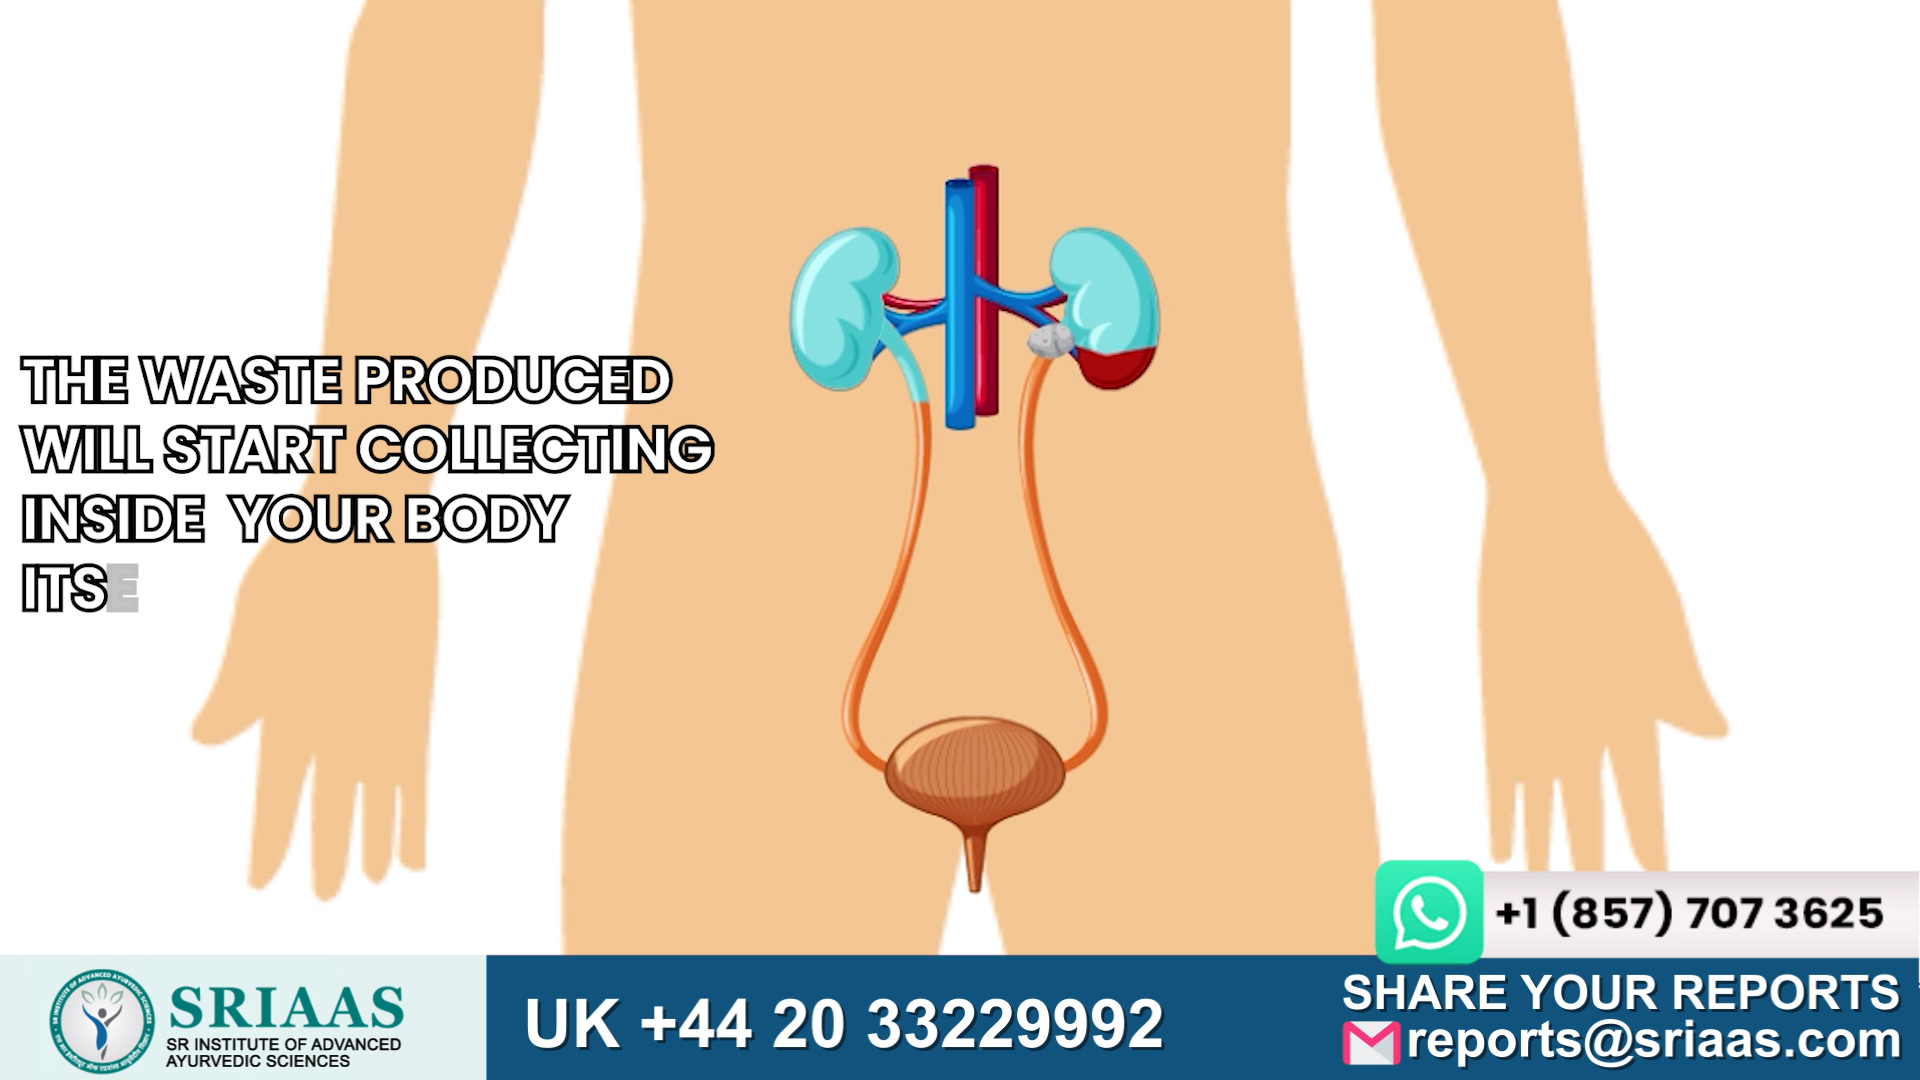 THE WASTE PRODUCED
WILL START COLLECTING
INSIDE YOUR BODY
ITSE
+1 (857) 707 3625
SRIAAS
SR INSTITUTE OF ADVANCED
AYURVEDIC SCIENCES
UK +44 20 33229992
SHARE YOUR REPORTS
reports@sriaas.com